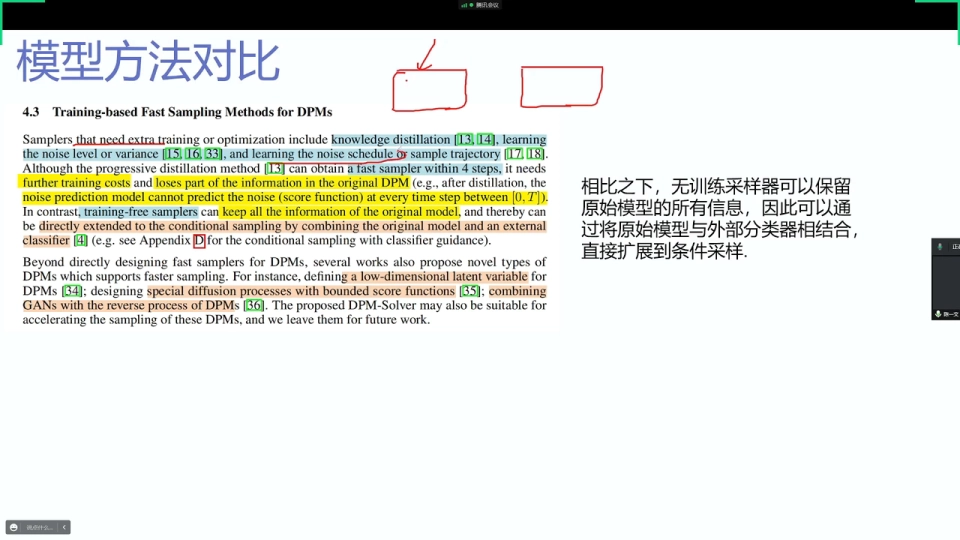 腾讯会议
模型方法对比
4.3 Training-based Fast Sampling Methods for DPMs
Samplers that need extra training or optimization include knowledge distillation [13, 14], learning
the noise level or variance [15, 16, 33], and learning the noise schedule or sample trajectory [17, 18].
Although the progressive distillation method [13] can obtain a fast sampler within 4 steps, it needs
further training costs and loses part of the information in the original DPM (e.g., after distillation, the
noise prediction model cannot predict the noise (score function) at every time step between [0, T]).
In contrast, training-free samplers can keep all the information of the original model, and thereby can
be directly extended to the conditional sampling by combining the original model and an external
classifier [4] (e.g. see Appendix D for the conditional sampling with classifier guidance).
Beyond directly designing fast samplers for DPMs, several works also propose novel types of
DPMs which supports faster sampling. For instance, defining a low-dimensional latent variable for
DPMs [34]; designing special diffusion processes with bounded score functions [35]; combining
GANs with the reverse process of DPMs [36]. The proposed DPM-Solver may also be suitable for
accelerating the sampling of these DPMs, and we leave them for future work.
相比之下，无训练采样器可以保留
原始模型的所有信息，因此可以通
过将原始模型与外部分类器相结合，
直接扩展到条件采样.
说点什么...